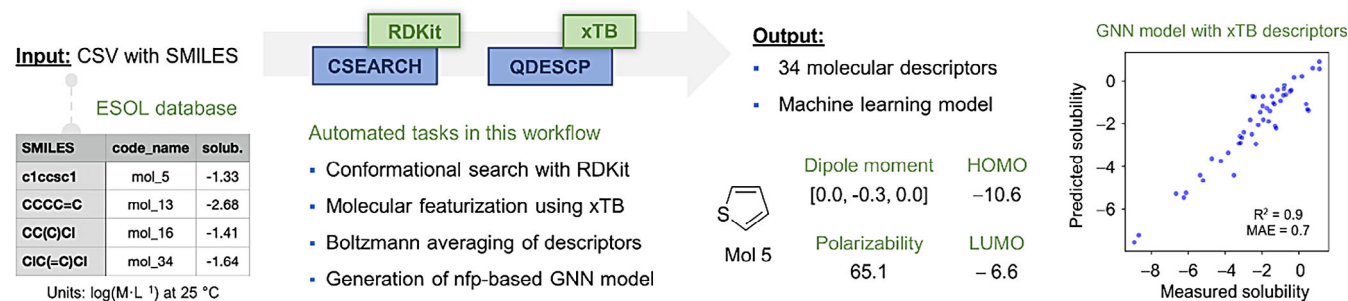 Input: CSV with SMILES
ESOL database
SMILES code_name solub.
c1ccsc1 mol_5 -1.33
CCCC=C mol_13 -2.68
CC(C)Cl mol_16 -1.41
ClC(=C)Cl mol_34 -1.64
Units: log(M·L⁻¹) at 25 °C
RDKit
CSEARCH
xTB
QDESCP
Automated tasks in this workflow
▪ Conformational search with RDKit
▪ Molecular featurization using xTB
▪ Boltzmann averaging of descriptors
▪ Generation of nfp-based GNN model
Output:
▪ 34 molecular descriptors
▪ Machine learning model
S
Mol 5
Dipole moment HOMO
[0.0, -0.3, 0.0] −10.6
Polarizability LUMO
65.1 − 6.6
GNN model with xTB descriptors
Predicted solubility
0
−2
−4
−6
R² = 0.9
MAE = 0.7
−8 −6 −4 −2 0
Measured solubility